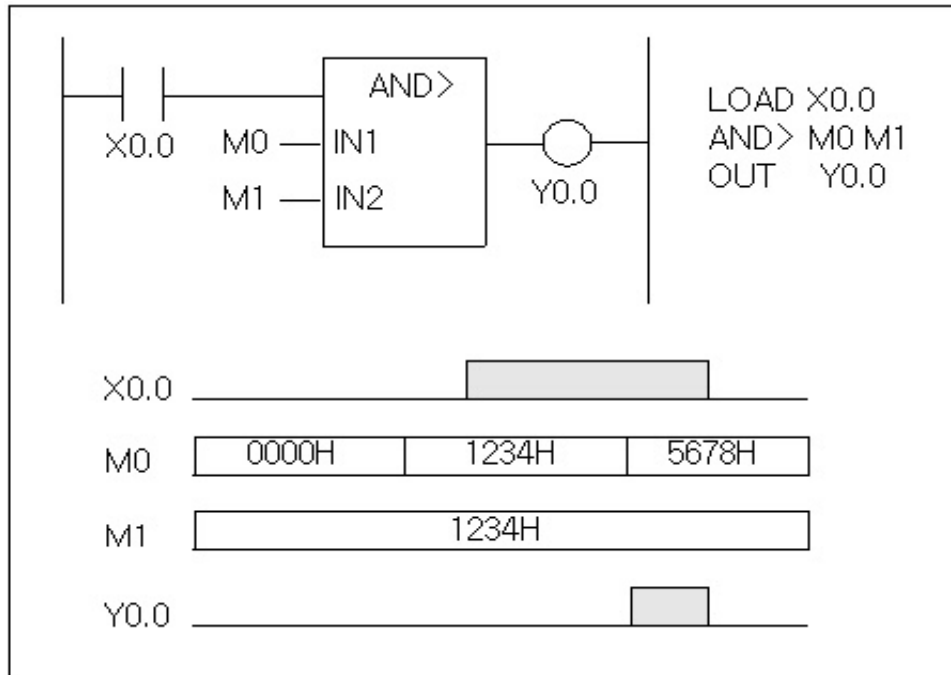 AND>
X0.0
M0
IN1
M1
IN2
Y0.0
LOAD X0.0
AND> M0 M1
OUT Y0.0
X0.0
M0 0000H 1234H 5678H
M1 1234H
Y0.0